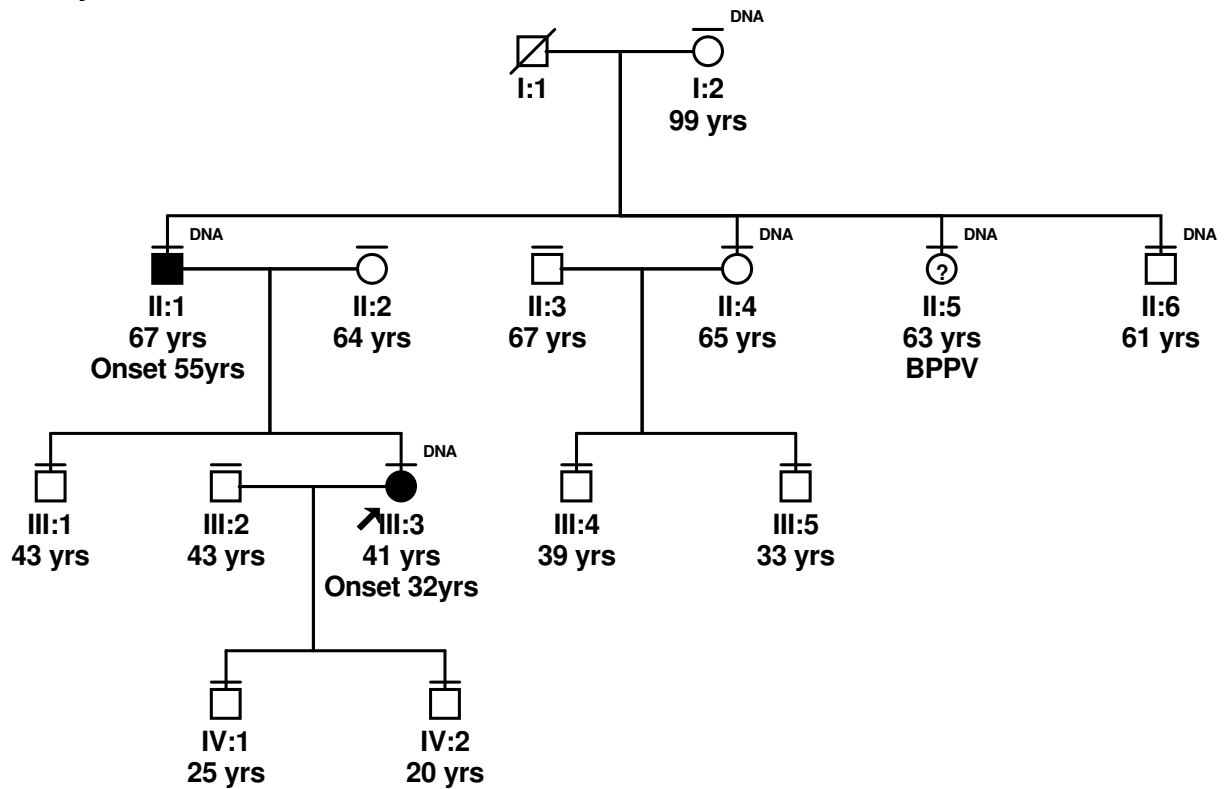 DNA
I:1
I:2
99 yrs
DNA
DNA
DNA
DNA
?
II:1
II:2
II:3
II:4
II:5
II:6
67 yrs
64 yrs
67 yrs
65 yrs
63 yrs
61 yrs
Onset 55yrs
BPPV
DNA
III:1
III:2
III:3
III:4
III:5
43 yrs
43 yrs
41 yrs
39 yrs
33 yrs
Onset 32yrs
IV:1
IV:2
25 yrs
20 yrs